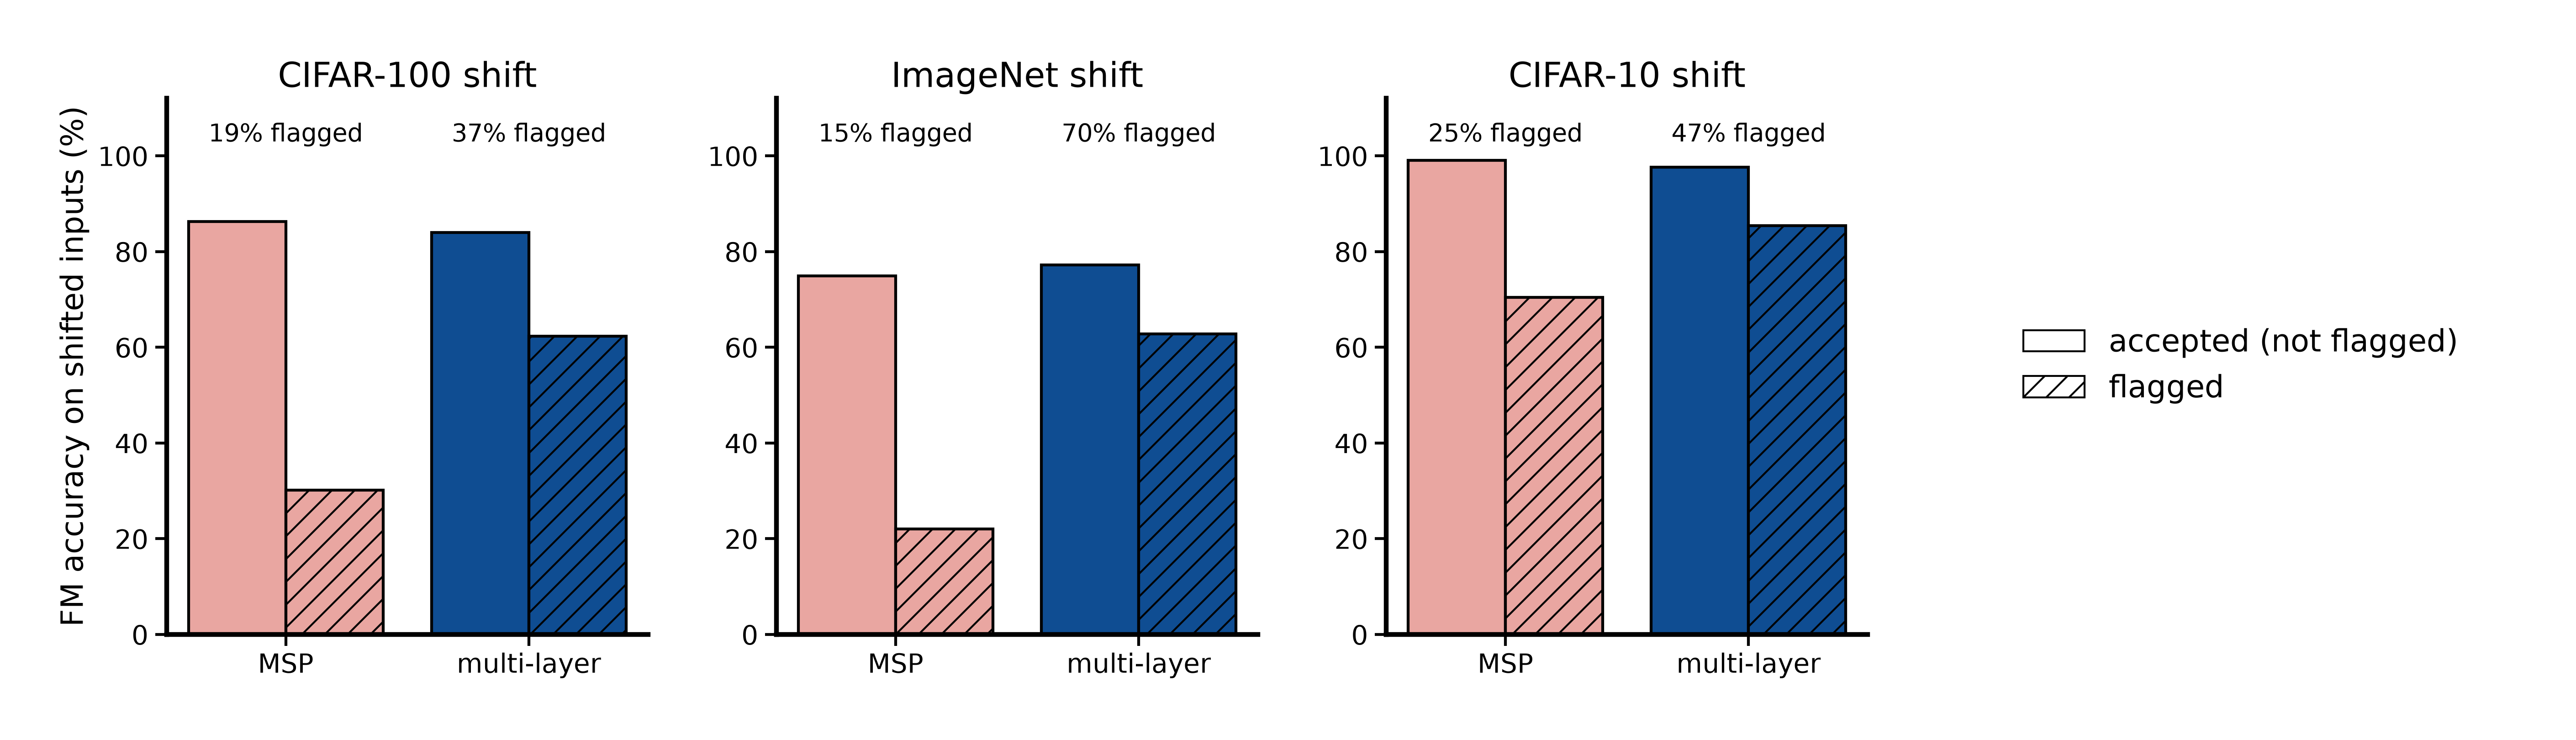 CIFAR-100 shift
FM accuracy on shifted inputs (%)
100
80
60
40
20
0
19% flagged
37% flagged
MSP
multi-layer
ImageNet shift
100
80
60
40
20
0
15% flagged
70% flagged
MSP
multi-layer
CIFAR-10 shift
100
80
60
40
20
0
25% flagged
47% flagged
MSP
multi-layer
accepted (not flagged)
flagged